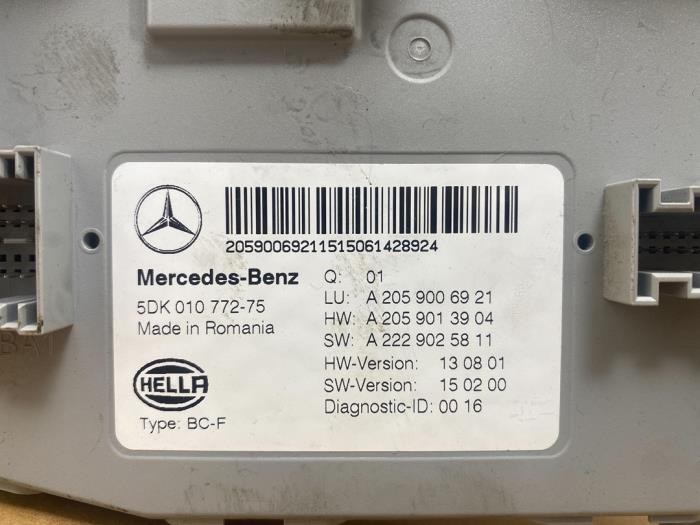 20590069211515061428924
Mercedes-Benz
5DK 010 772-75
Made in Romania
HELLA
Type: BC-F
Q: 01
LU: A 205 900 69 21
HW: A 205 901 39 04
SW: A 222 902 58 11
HW-Version: 13 08 01
SW-Version: 15 02 00
Diagnostic-ID: 00 16
BAT